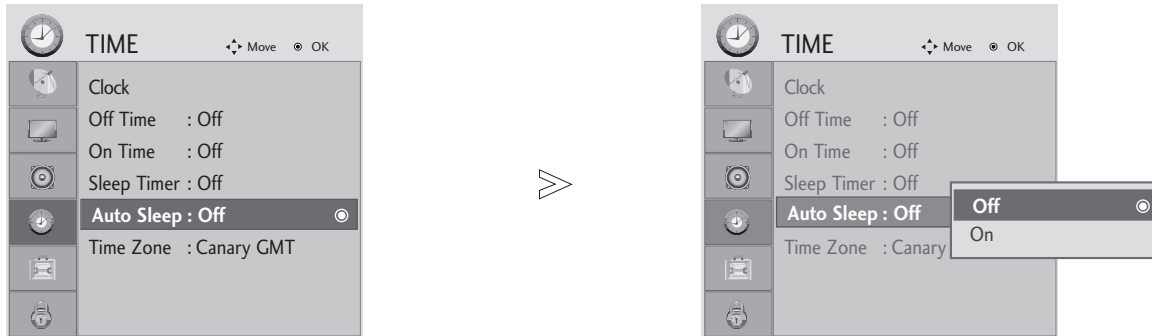 TIME
Move OK
Clock
Off Time : Off
On Time : Off
Sleep Timer : Off
Auto Sleep : Off
Time Zone : Canary GMT
TIME
Move OK
Clock
Off Time : Off
On Time : Off
Sleep Timer : Off
Auto Sleep : Off
Time Zone : Canary
Off
On